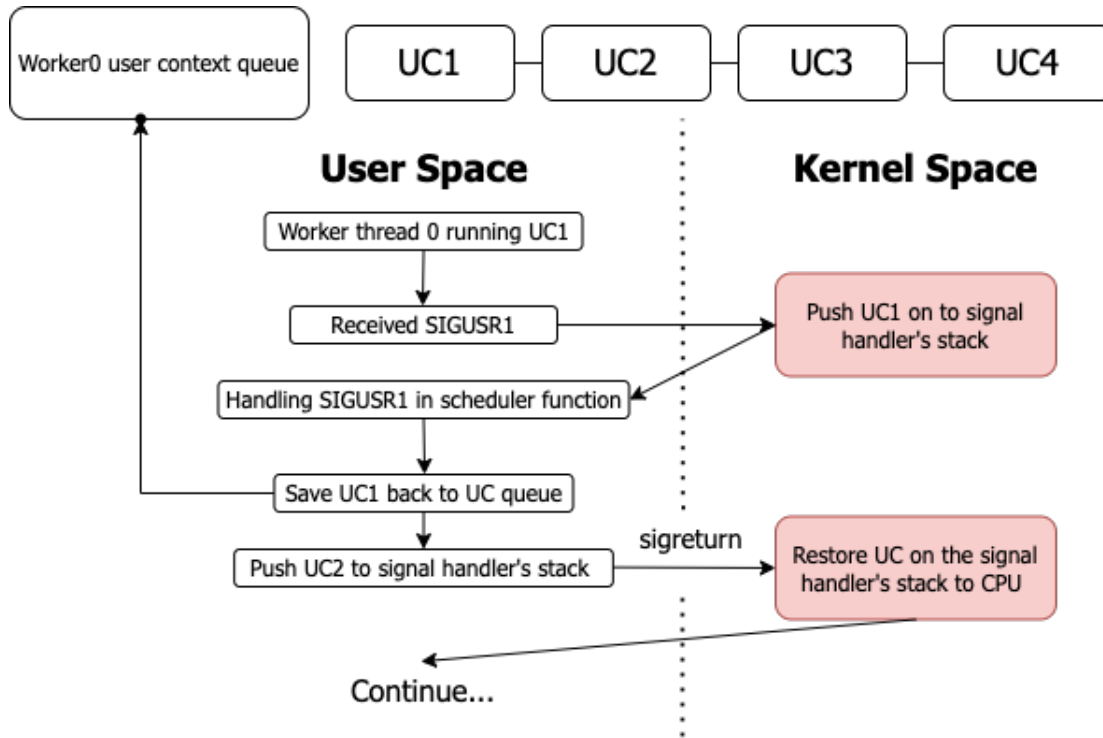 Worker0 user context queue
UC1
UC2
UC3
UC4
User Space
Kernel Space
Worker thread 0 running UC1
Received SIGUSR1
Push UC1 on to signal
handler's stack
Handling SIGUSR1 in scheduler function
Save UC1 back to UC queue
Push UC2 to signal handler's stack
sigreturn
Restore UC on the signal
handler's stack to CPU
Continue...